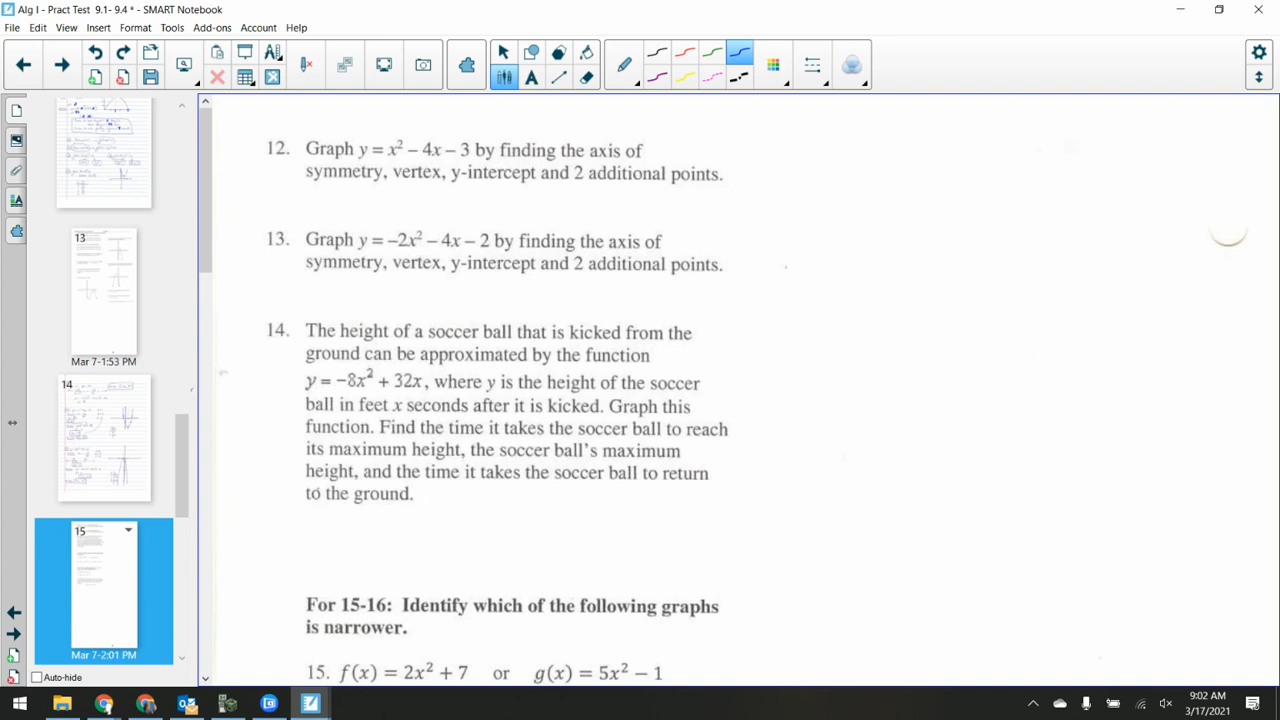 Alg I - Pract Test 9.1- 9.4 * - SMART Notebook
File Edit View Insert Format Tools Add-ons Account Help
12. Graph y = x² – 4x – 3 by finding the axis of
symmetry, vertex, y-intercept and 2 additional points.
13. Graph y = –2x² – 4x – 2 by finding the axis of
symmetry, vertex, y-intercept and 2 additional points.
14. The height of a soccer ball that is kicked from the
ground can be approximated by the function
y = –8x² + 32x, where y is the height of the soccer
ball in feet x seconds after it is kicked. Graph this
function. Find the time it takes the soccer ball to reach
its maximum height, the soccer ball's maximum
height, and the time it takes the soccer ball to return
to the ground.
For 15-16: Identify which of the following graphs
is narrower.
15. f(x) = 2x² + 7 or g(x) = 5x² − 1
13
Mar 7-1:53 PM
14
15
Mar 7-2:01 PM
Auto-hide
9:02 AM
3/17/2021